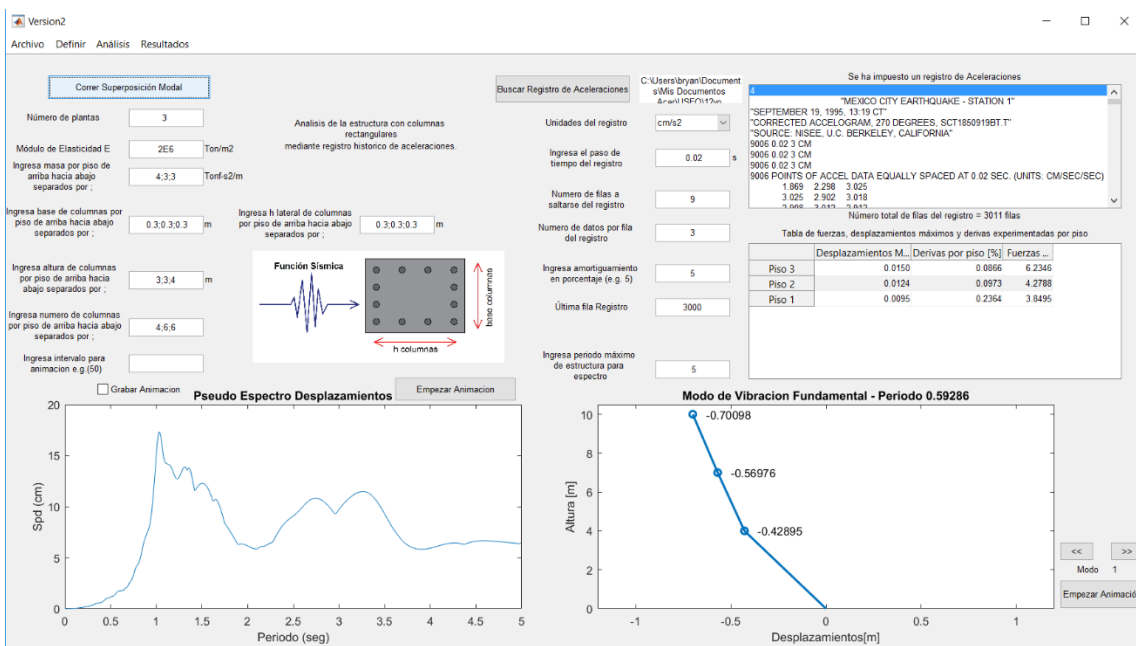 Version2
Archivo Definir Análisis Resultados
Correr Superposición Modal
Número de plantas
3
Módulo de Elasticidad E
2E6
Ton/m2
Ingresa masa por piso de
arriba hacia abajo
separados por ;
4;3;3
Tonf-s2/m
Ingresa base de columnas por
piso de arriba hacia abajo
separados por ;
0.3;0.3;0.3
m
Ingresa altura de columnas
por piso de arriba hacia
abajo separados por ;
3;3;4
m
Ingresa numero de columnas
por piso de arriba hacia abajo
separados por ;
4;6;6
Ingresa intervalo para
animacion e.g.(50)
Analisis de la estructura con columnas
rectangulares
mediante registro historico de aceleraciones.
Ingresa h lateral de columnas
por piso de arriba hacia abajo
separados por ;
0.3;0.3;0.3
m
Función Sísmica
base columnas
h columnas
Grabar Animacion
Empezar Animacion
Buscar Registro de Aceleraciones
C:\Users\bryan\Document
s\Mis Documentos
Unidades del registro
cm/s2
Ingresa el paso de
tiempo del registro
0.02
s
Numero de filas a
saltarse del registro
9
Numero de datos por fila
del registro
3
Ingresa amortiguamiento
en porcentaje (e.g. 5)
5
Última fila Registro
3000
Ingresa periodo máximo
de estructura para
espectro
5
Se ha impuesto un registro de Aceleraciones
4
"MEXICO CITY EARTHQUAKE - STATION 1"
"SEPTEMBER 19, 1995, 13:19 CT"
"CORRECTED ACCELOGRAM, 270 DEGREES, SCT1850919BT.T"
"SOURCE: NISEE, U.C. BERKELEY, CALIFORNIA"
9006 0.02 3 CM
9006 0.02 3 CM
9006 0.02 3 CM
9006 POINTS OF ACCEL DATA EQUALLY SPACED AT 0.02 SEC. (UNITS: CM/SEC/SEC)
1.869 2.298 3.025
3.025 2.902 3.018
2.908 3.012 2.912
Número total de filas del registro = 3011 filas
Tabla de fuerzas, desplazamientos máximos y derivas experimentadas por piso
Desplazamientos M... Derivas por piso [%] Fuerzas ...
Piso 3 0.0150 0.0866 6.2346
Piso 2 0.0124 0.0973 4.2788
Piso 1 0.0095 0.2364 3.8495
Pseudo Espectro Desplazamientos
Spd (cm)
20
15
10
5
0
0 0.5 1 1.5 2 2.5 3 3.5 4 4.5 5
Periodo (seg)
Modo de Vibracion Fundamental - Periodo 0.59286
Altura [m]
10
8
6
4
2
0
-0.70098
-0.56976
-0.42895
-1 -0.5 0 0.5 1
Desplazamientos[m]
<< >>
Modo 1
Empezar Animació